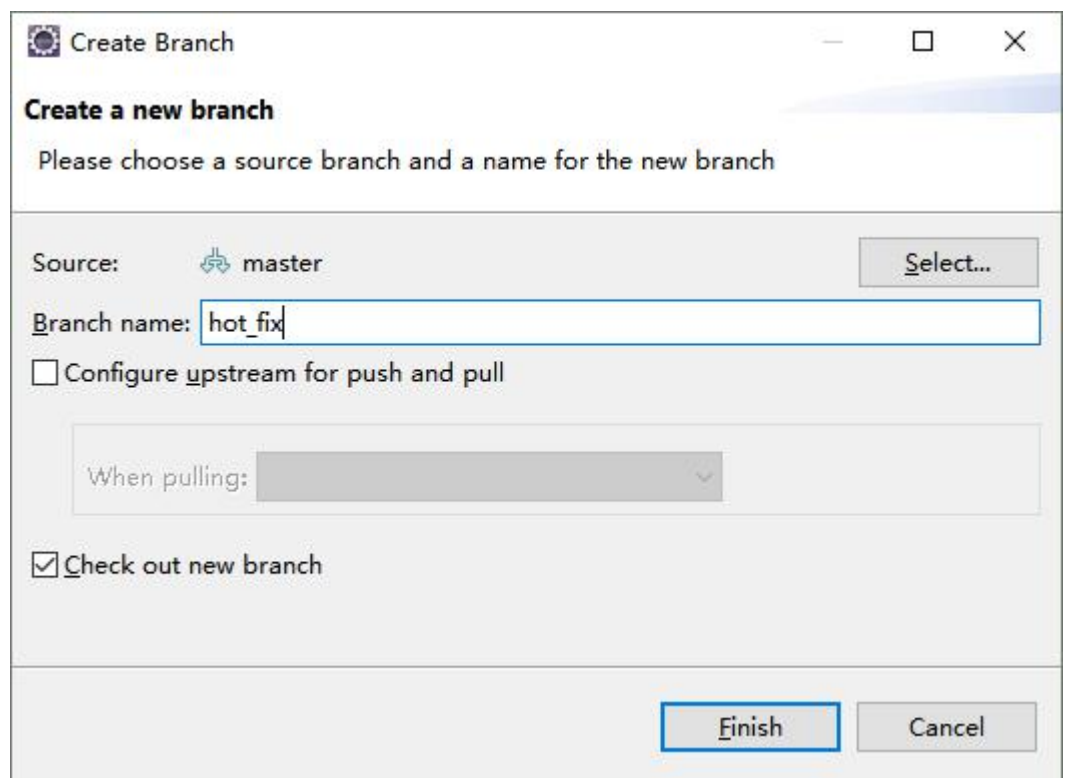 Create Branch
Create a new branch
Please choose a source branch and a name for the new branch
Source: master Select...
Branch name: hot_fix
Configure upstream for push and pull
When pulling:
Check out new branch
Finish Cancel